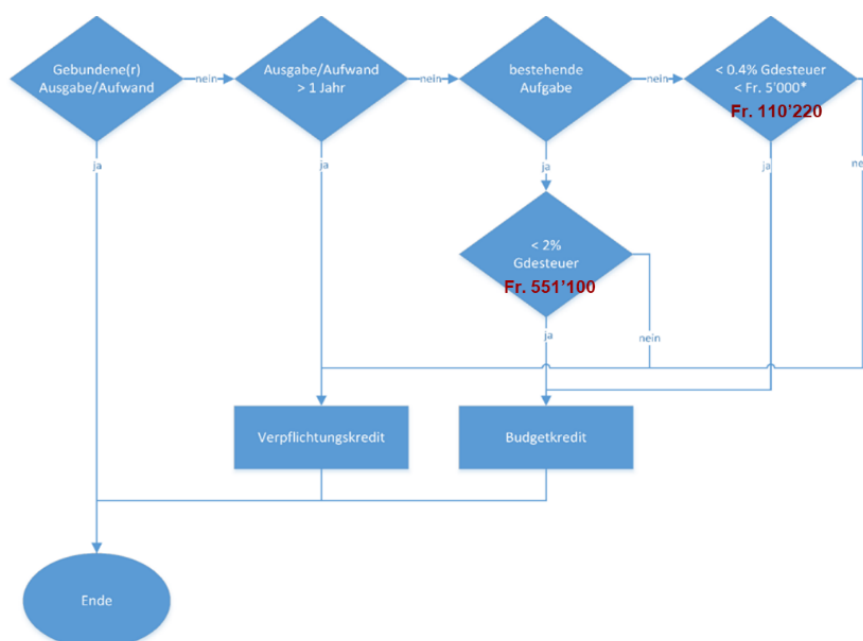 Gebundene(r)
Ausgabe/Aufwand
nein
Ausgabe/Aufwand
> 1 Jahr
nein
bestehende
Aufgabe
nein
< 0.4% Gdesteuer
< Fr. 5'000*
Fr. 110'220
ja
ja
ja
ja
< 2%
Gdesteuer
Fr. 551'100
ja
nein
Verpflichtungskredit
Budgetkredit
Ende